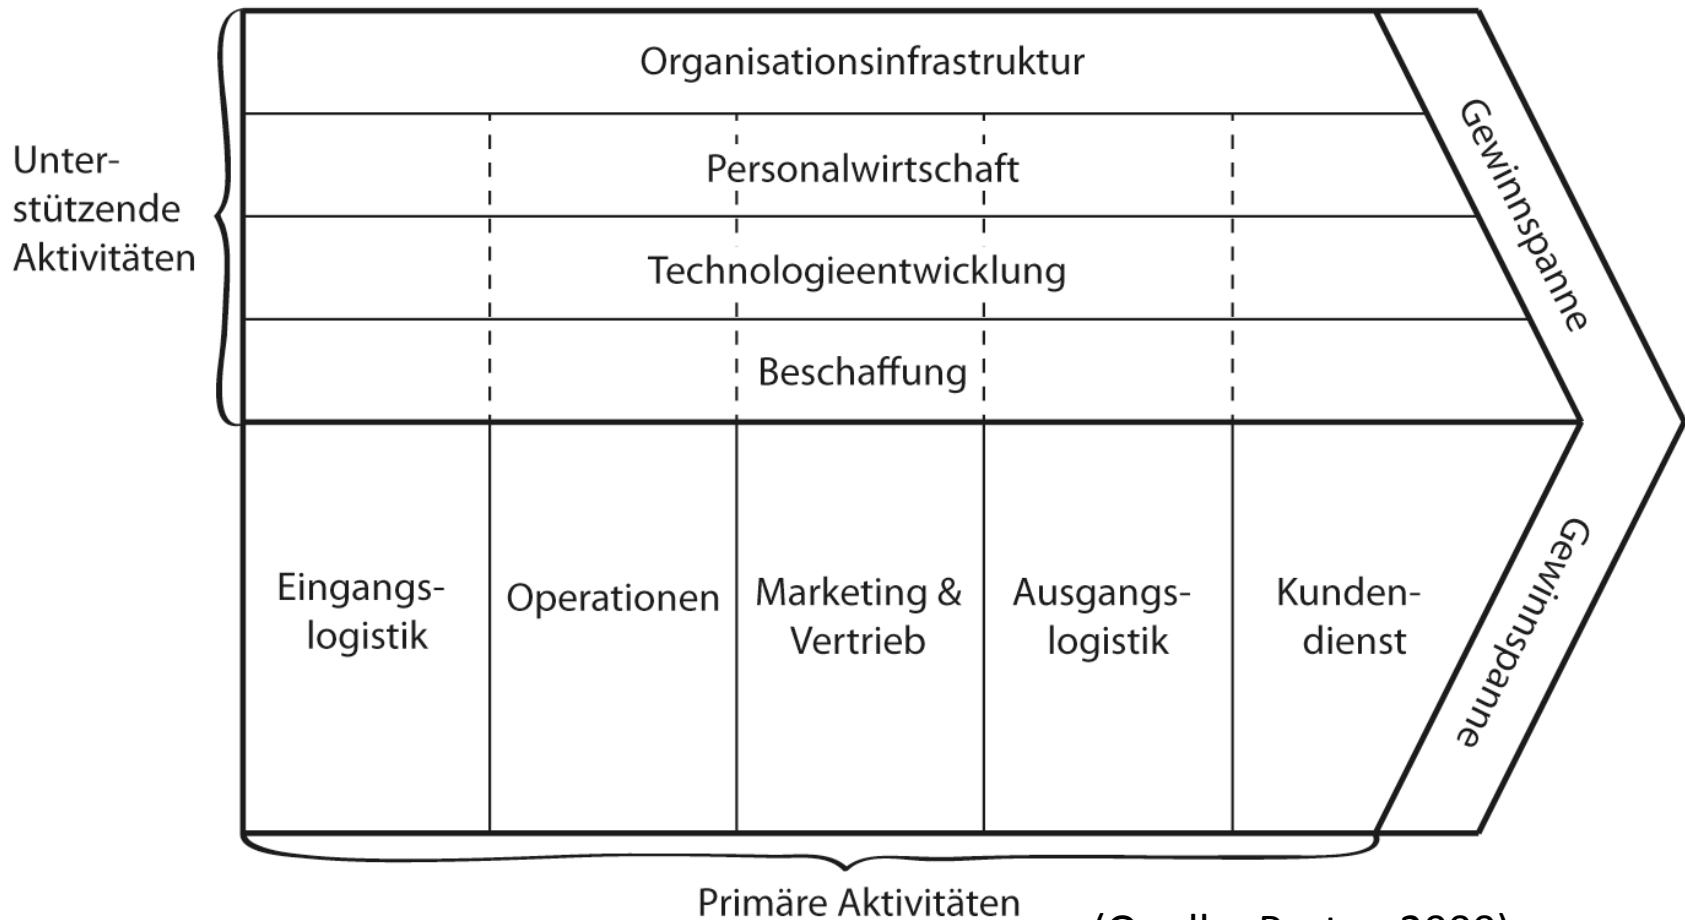 Organisationsinfrastruktur
Personalwirtschaft
Technologieentwicklung
Beschaffung
Unter-
stützende
Aktivitäten
Gewinnspanne
Eingangs-
logistik
Operationen
Marketing &
Vertrieb
Ausgangs-
logistik
Kunden-
dienst
Gewinnspanne
Primäre Aktivitäten